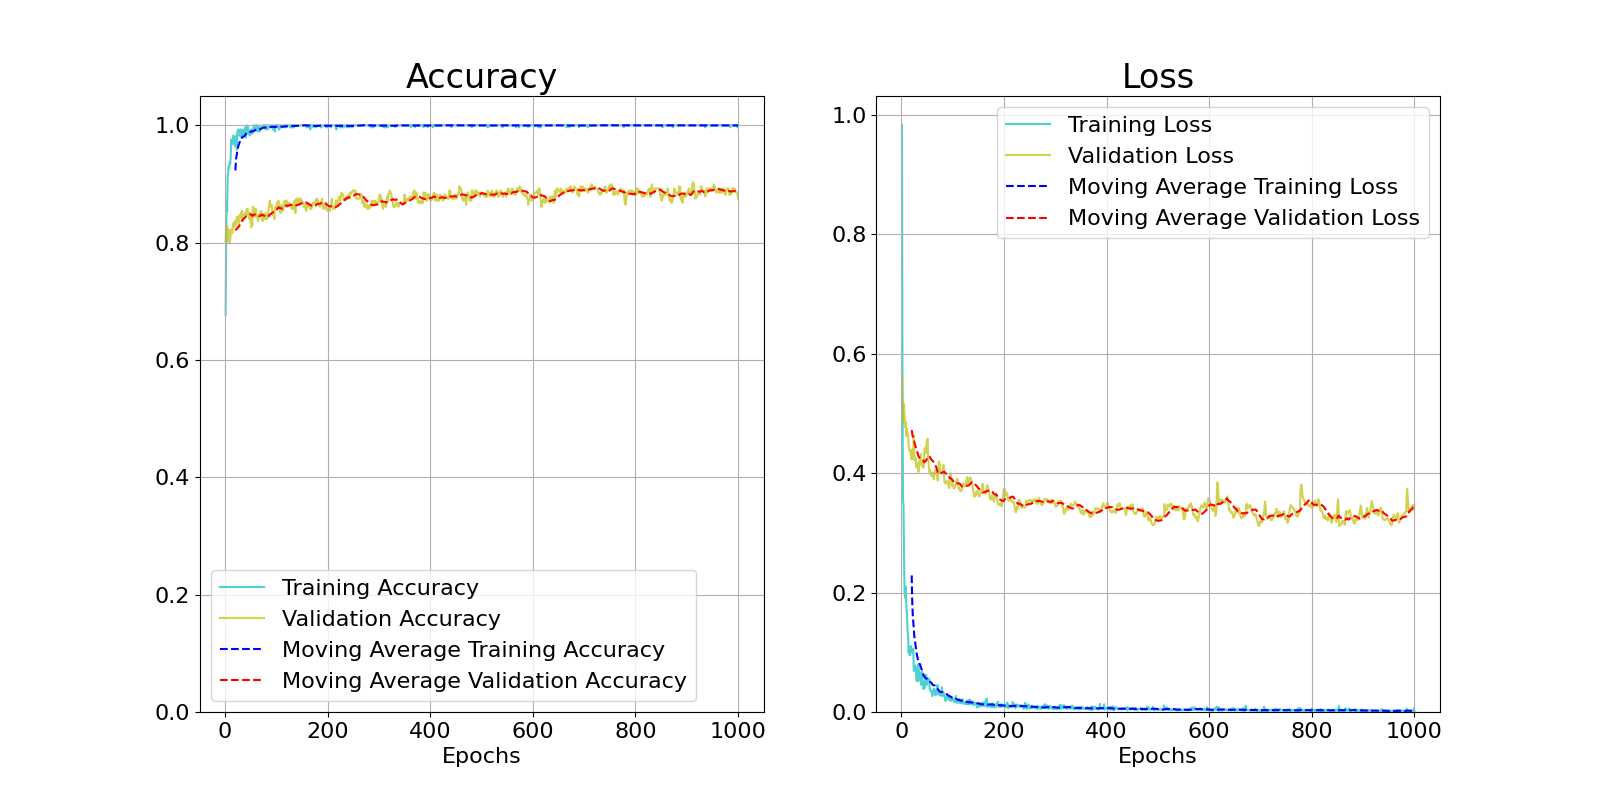 Accuracy
1.0
0.8
0.6
0.4
0.2
0.0
Training Accuracy
Validation Accuracy
Moving Average Training Accuracy
Moving Average Validation Accuracy
0 200 400 600 800 1000
Epochs
Loss
1.0
0.8
0.6
0.4
0.2
0.0
Training Loss
Validation Loss
Moving Average Training Loss
Moving Average Validation Loss
0 200 400 600 800 1000
Epochs